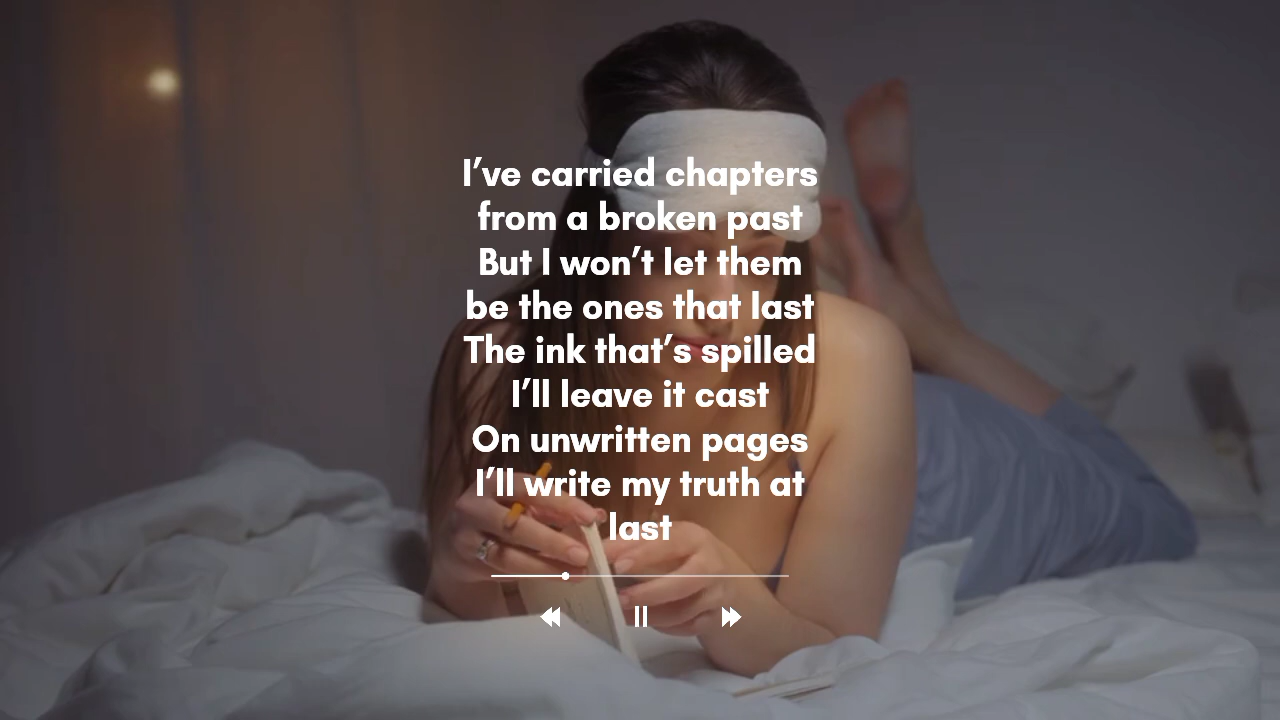 I’ve carried chapters
from a broken past
But I won’t let them
be the ones that last
The ink that’s spilled
I’ll leave it cast
On unwritten pages
I’ll write my truth at
last